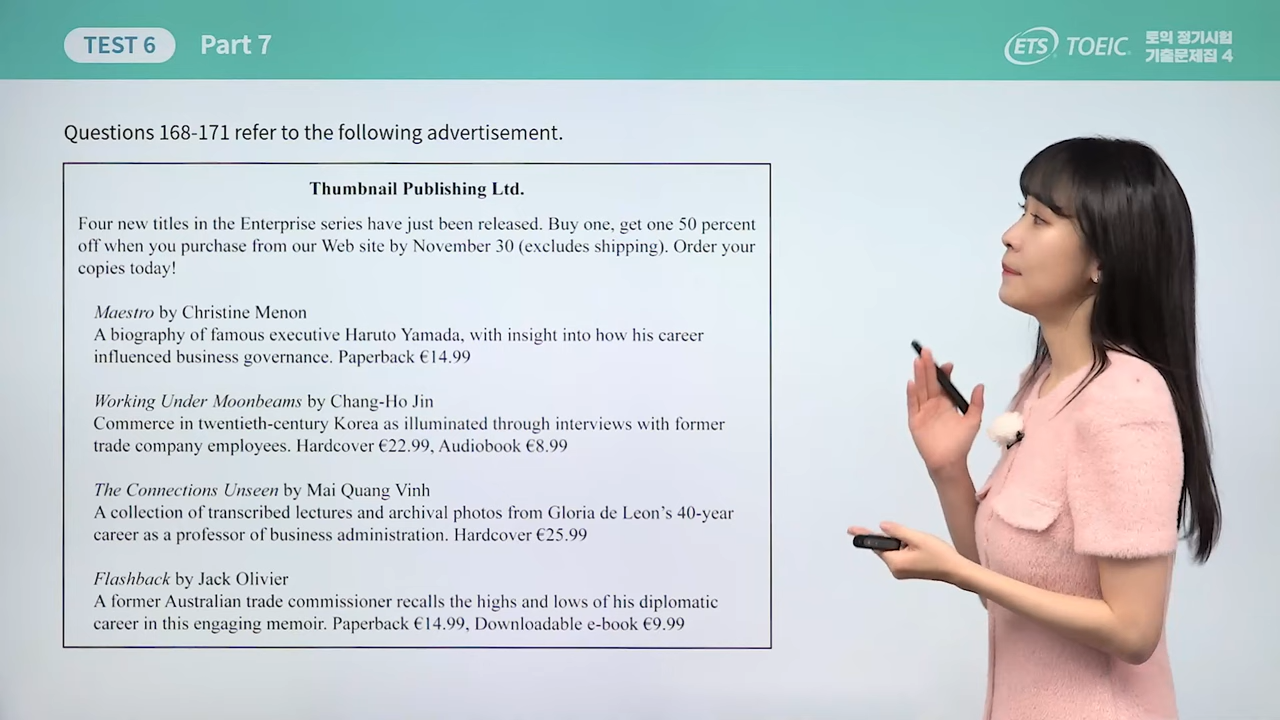 TEST 6
Part 7
ETS TOEIC
토익 정기시험
기출문제집 4
Questions 168-171 refer to the following advertisement.
Thumbnail Publishing Ltd.
Four new titles in the Enterprise series have just been released. Buy one, get one 50 percent
off when you purchase from our Web site by November 30 (excludes shipping). Order your
copies today!
Maestro by Christine Menon
A biography of famous executive Haruto Yamada, with insight into how his career
influenced business governance. Paperback €14.99
Working Under Moonbeams by Chang-Ho Jin
Commerce in twentieth-century Korea as illuminated through interviews with former
trade company employees. Hardcover €22.99, Audiobook €8.99
The Connections Unseen by Mai Quang Vinh
A collection of transcribed lectures and archival photos from Gloria de Leon's 40-year
career as a professor of business administration. Hardcover €25.99
Flashback by Jack Olivier
A former Australian trade commissioner recalls the highs and lows of his diplomatic
career in this engaging memoir. Paperback €14.99, Downloadable e-book €9.99